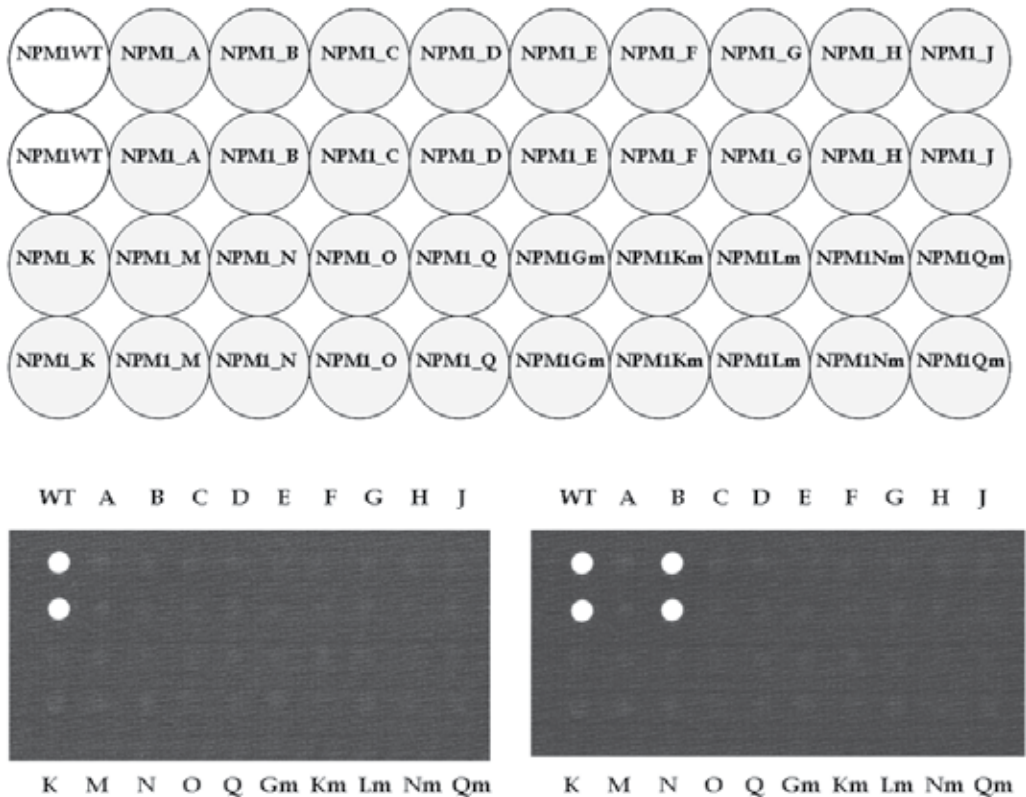 NPM1WT NPM1_A NPM1_B NPM1_C NPM1_D NPM1_E NPM1_F NPM1_G NPM1_H NPM1_J
NPM1WT NPM1_A NPM1_B NPM1_C NPM1_D NPM1_E NPM1_F NPM1_G NPM1_H NPM1_J
NPM1_K NPM1_M NPM1_N NPM1_O NPM1_Q NPM1Gm NPM1Km NPM1Lm NPM1Nm NPM1Qm
NPM1_K NPM1_M NPM1_N NPM1_O NPM1_Q NPM1Gm NPM1Km NPM1Lm NPM1Nm NPM1Qm
WT A B C D E F G H J
K M N O Q Gm Km Lm Nm Qm
WT A B C D E F G H J
K M N O Q Gm Km Lm Nm Qm